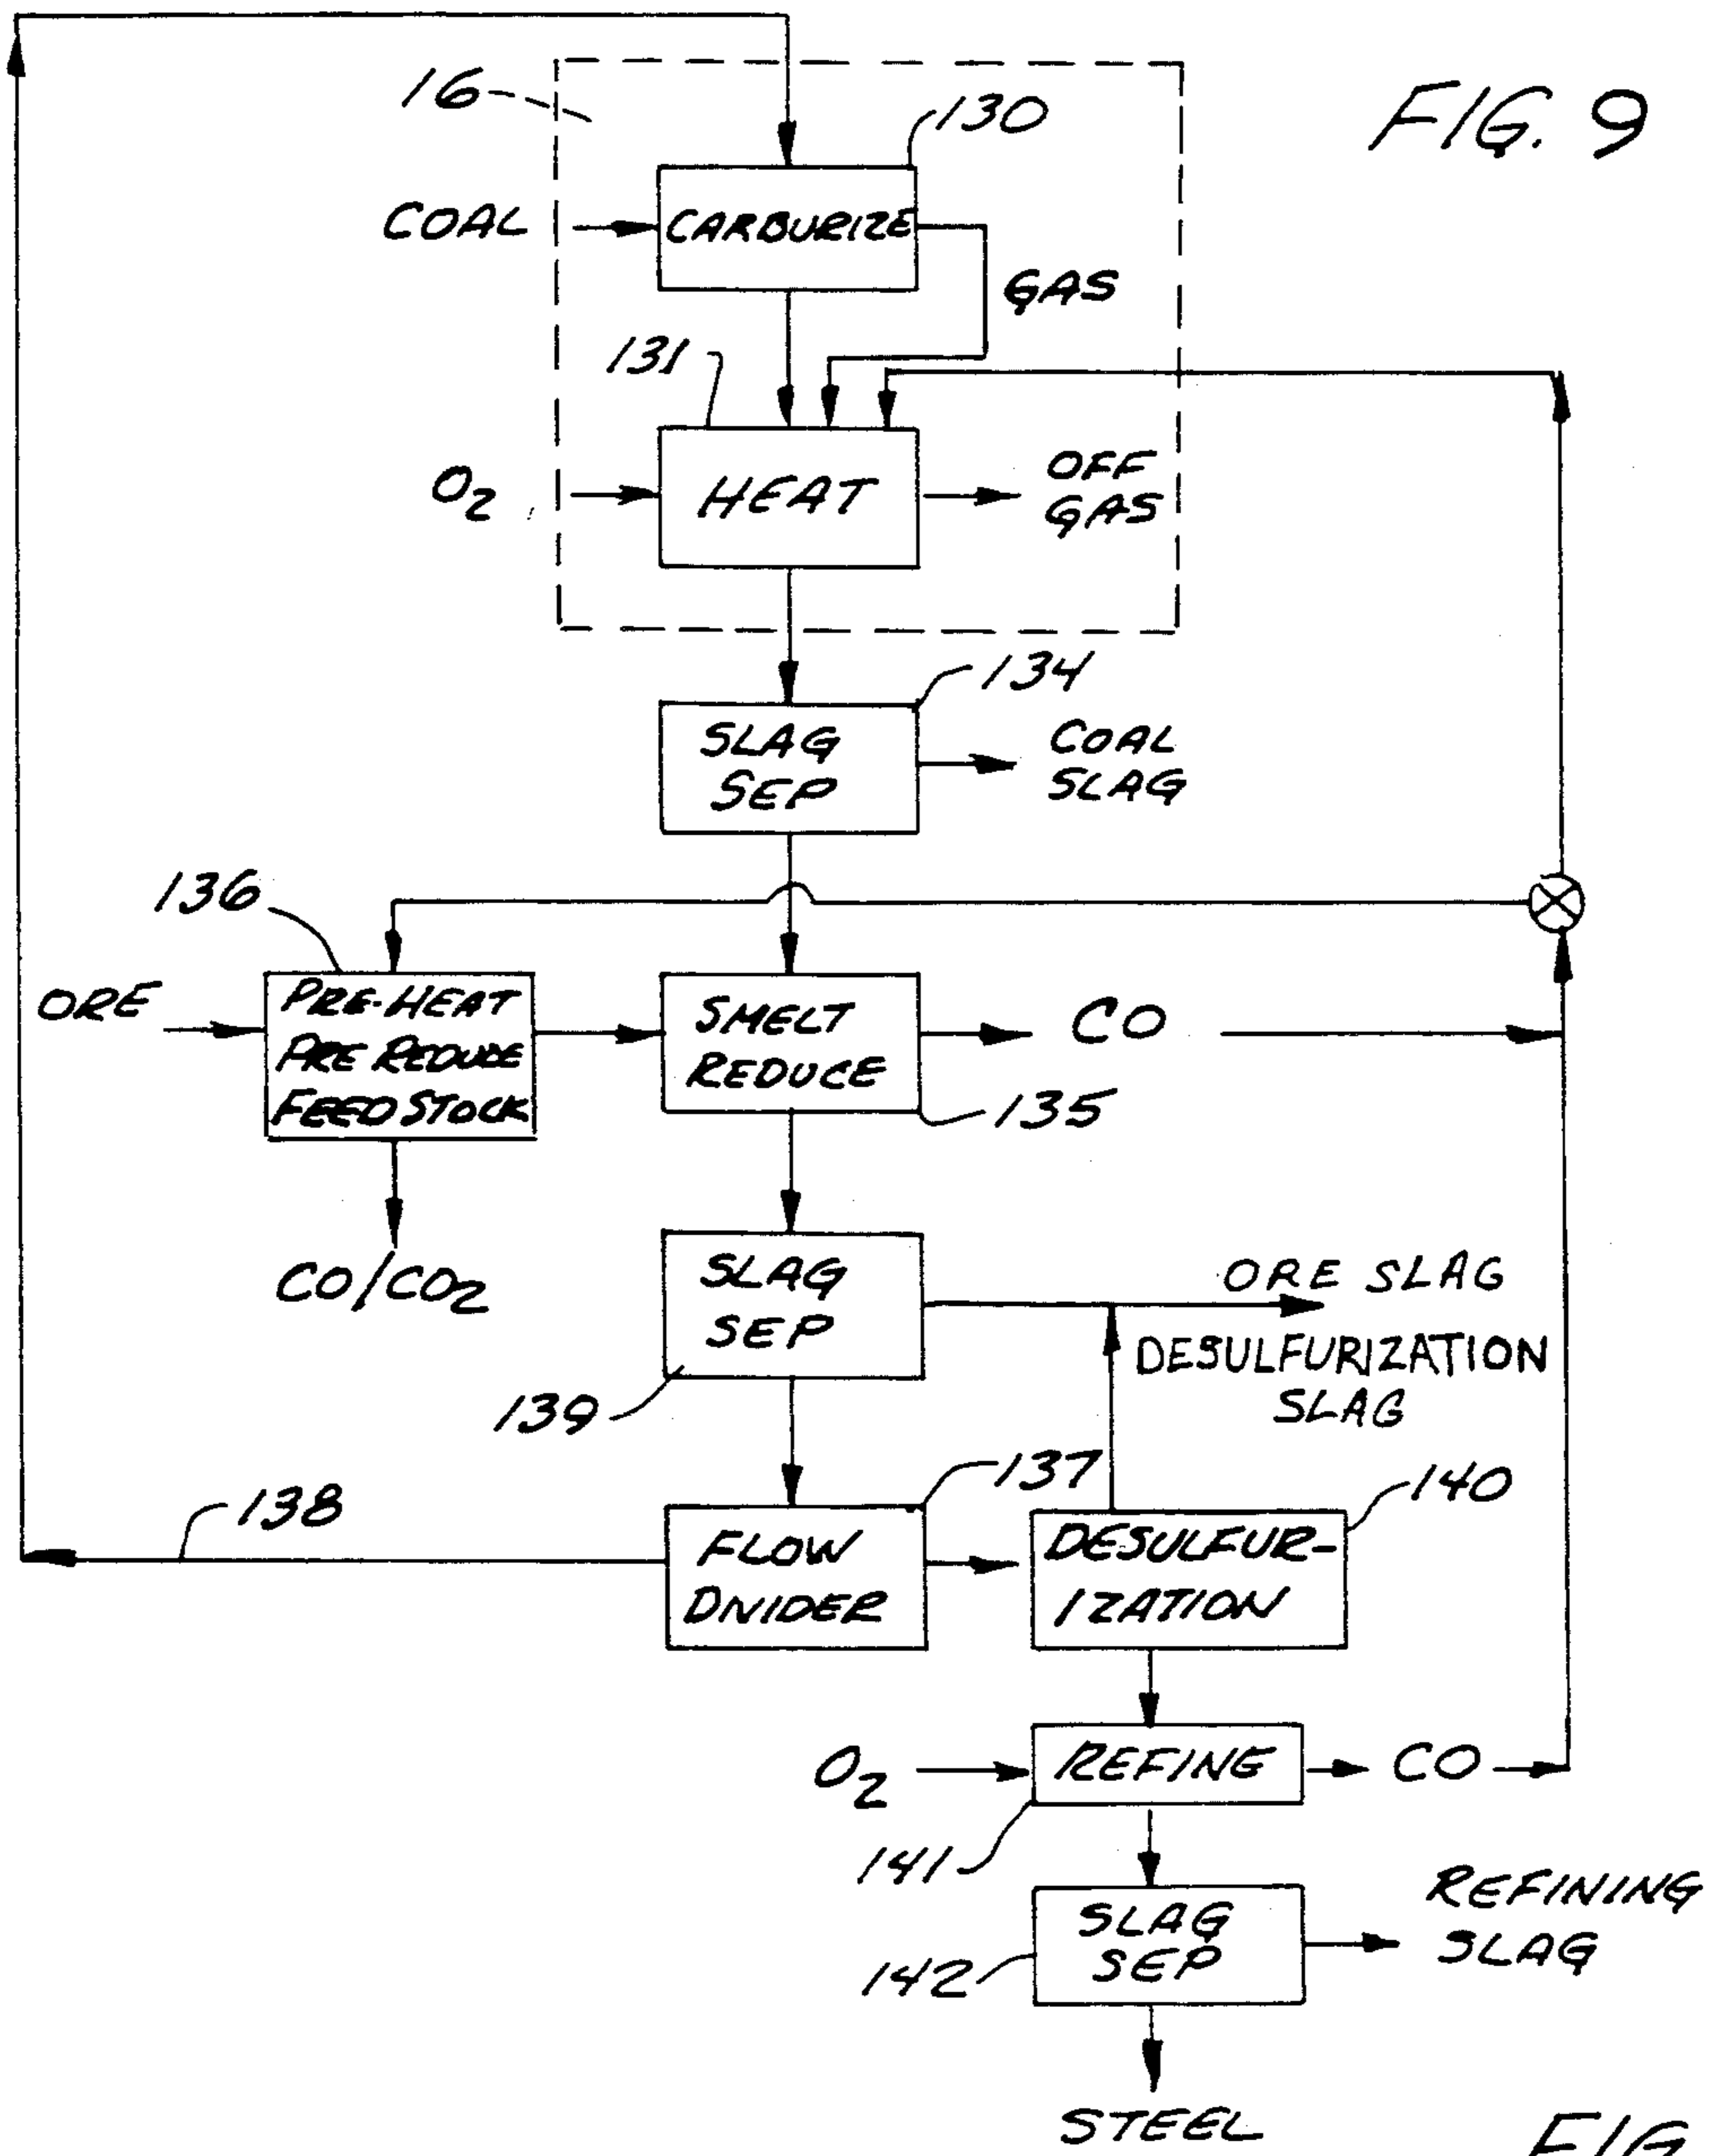 FIG. 9
16
130
COAL
CARBURIZE
GAS
131
O2
HEAT
OFF
GAS
134
SLAG
SEP
COAL
SLAG
136
ORE
PRE-HEAT
PRE REDUCE
FEED STOCK
SMELT
REDUCE
CO
135
CO/CO2
SLAG
SEP
ORE SLAG
DESULFURIZATION
SLAG
139
137
138
140
FLOW
DIVIDER
DESULFUR-
IZATION
O2
REFINING
CO
141
SLAG
SEP
REFINING
SLAG
142
STEEL
FIG